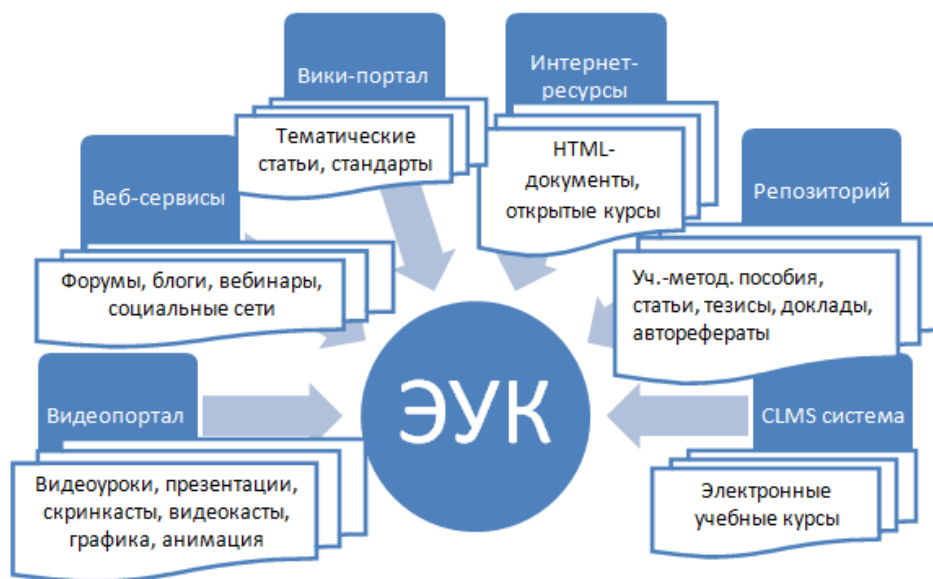 Вики-портал
Тематические
статьи, стандарты
Интернет-
ресурсы
HTML-
документы,
открытые курсы
Веб-сервисы
Форумы, блоги, вебинары,
социальные сети
Репозиторий
Уч.-метод. пособия,
статьи, тезисы, доклады,
авторефераты
Видеопортал
Видеоуроки, презентации,
скринкасты, видеокасты,
графика, анимация
ЭУК
CLMS система
Электронные
учебные курсы